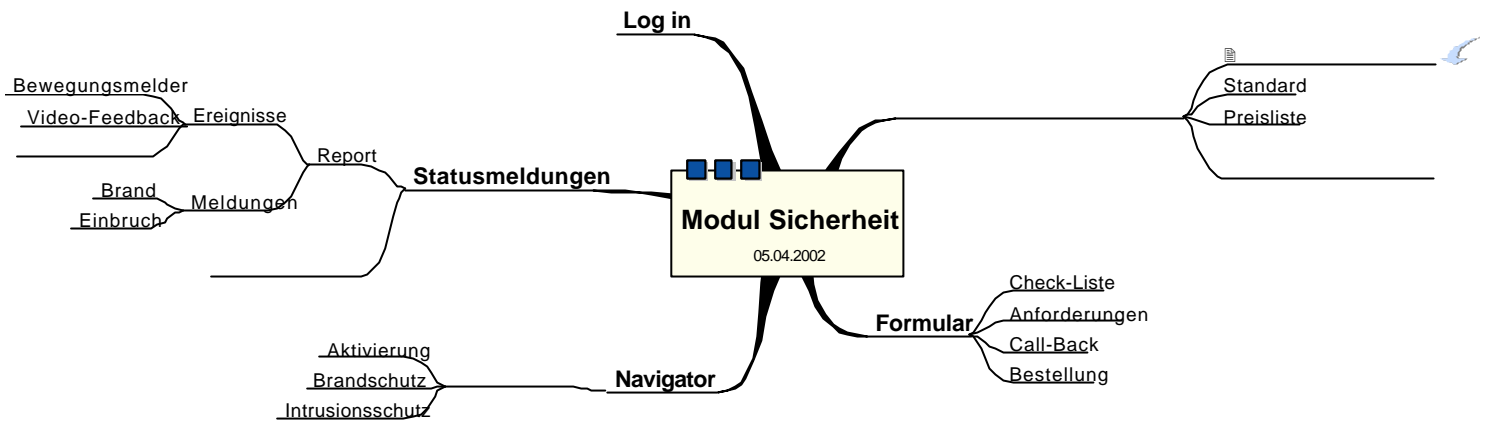 Log in
Bewegungsmelder
Video-Feedback
Ereignisse
Report
Brand
Einbruch
Meldungen
Statusmeldungen
Standard
Preisliste
Modul Sicherheit
05.04.2002
Check-Liste
Anforderungen
Call-Back
Bestellung
Formular
Aktivierung
Brandschutz
Intrusionsschutz
Navigator